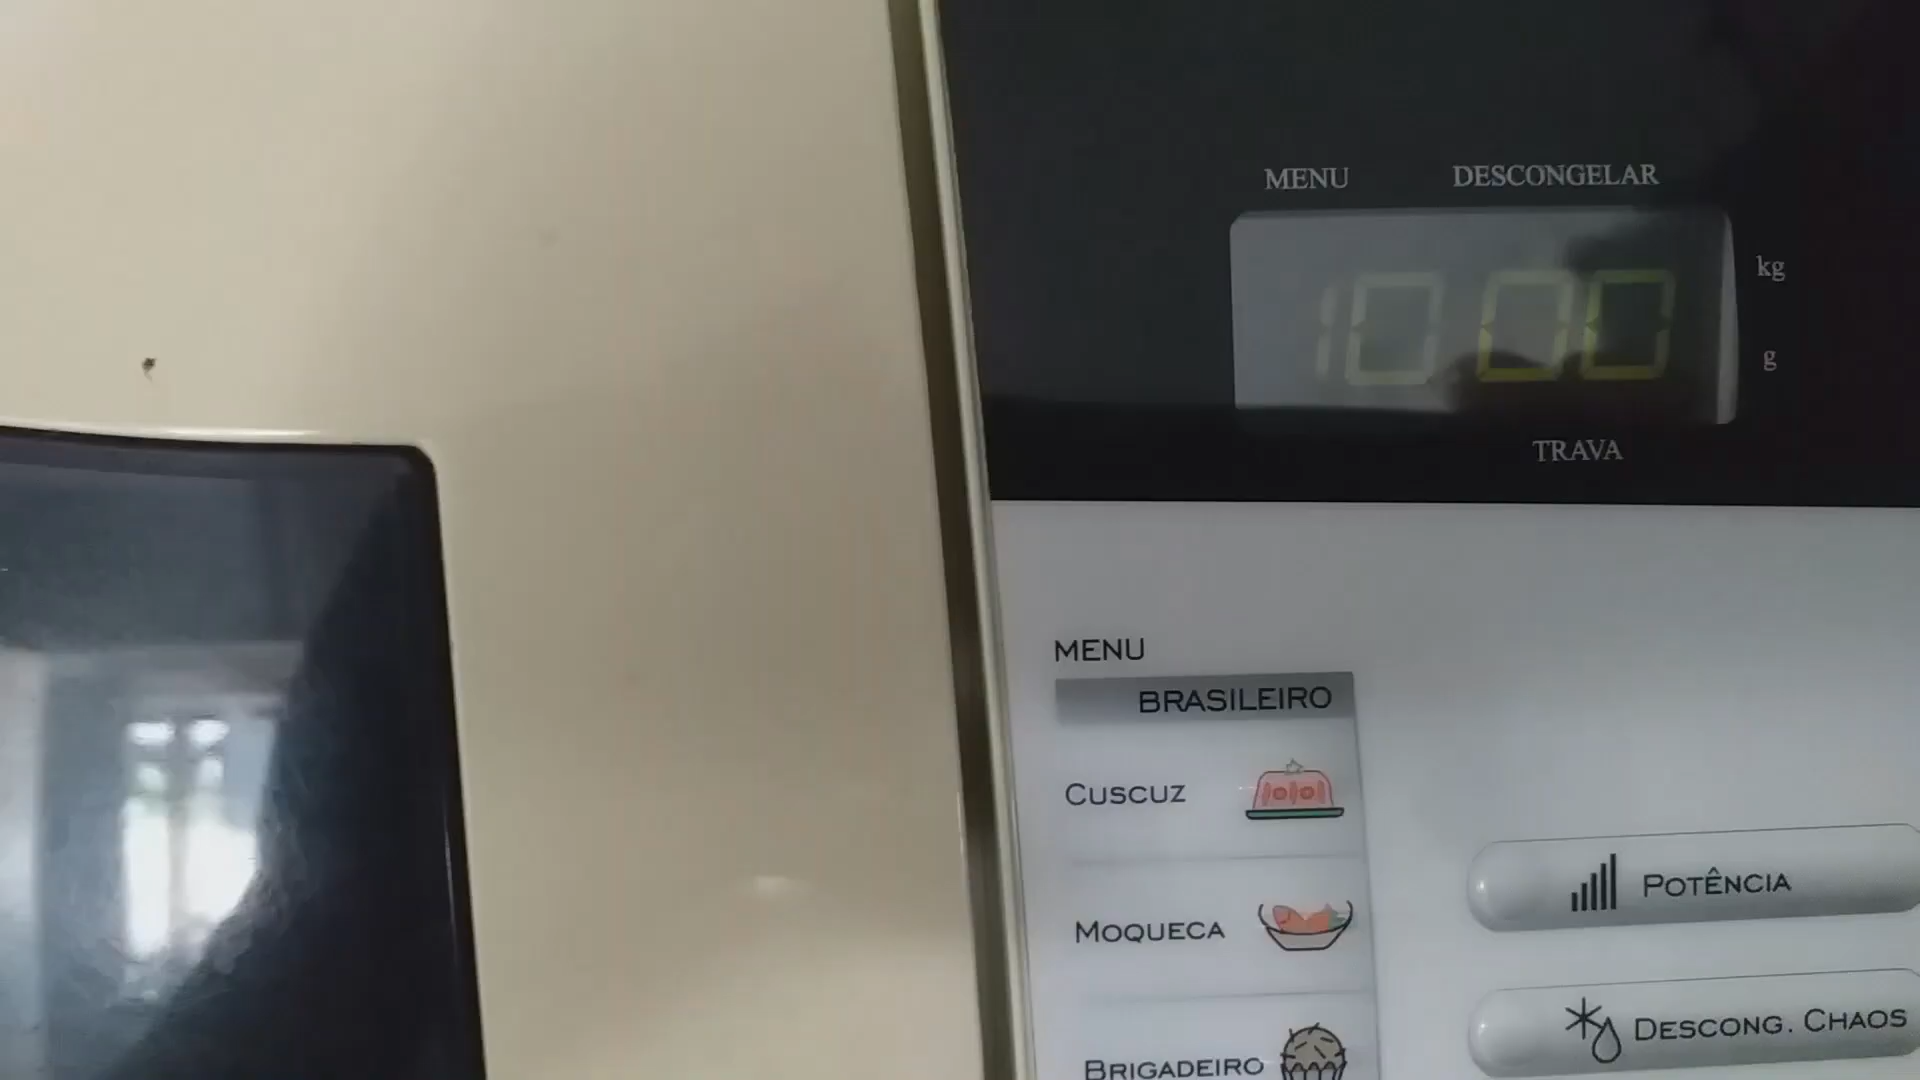 MENU DESCONGELAR
10 00
kg
g
TRAVA
MENU
BRASILEIRO
CUSCUZ
MOQUECA
BRIGADEIRO
POTÊNCIA
DESCONG. CHAOS